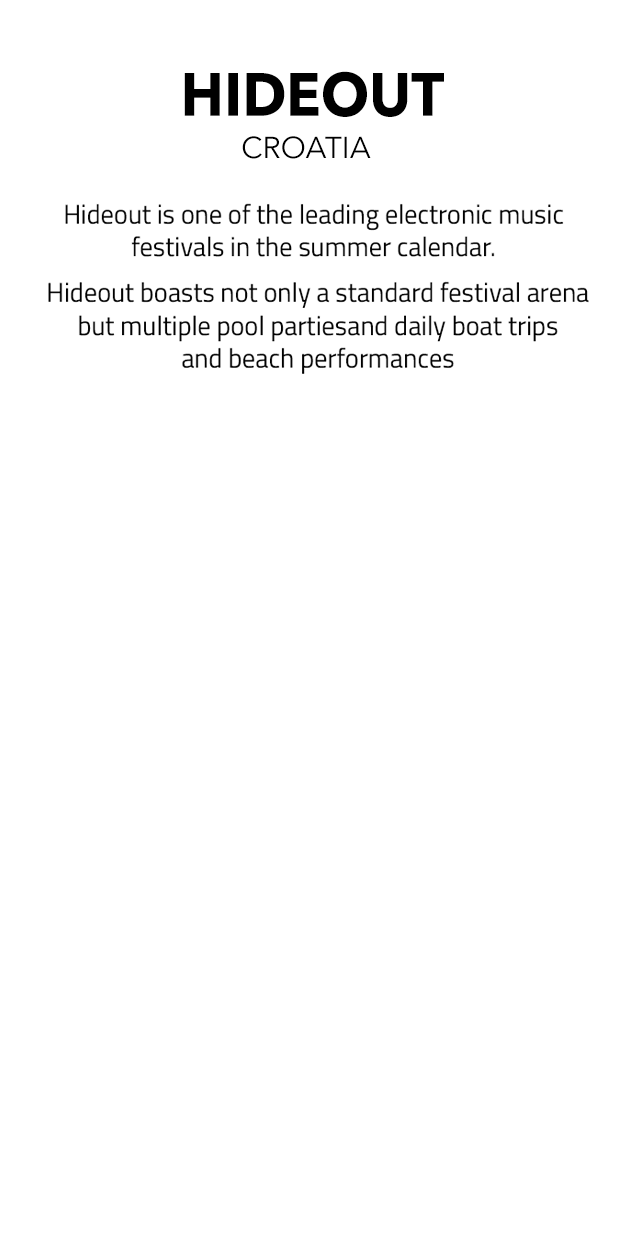 HIDEOUT
CROATIA
Hideout is one of the leading electronic music
festivals in the summer calendar.
Hideout boasts not only a standard festival arena
but multiple pool partiesand daily boat trips
and beach performances